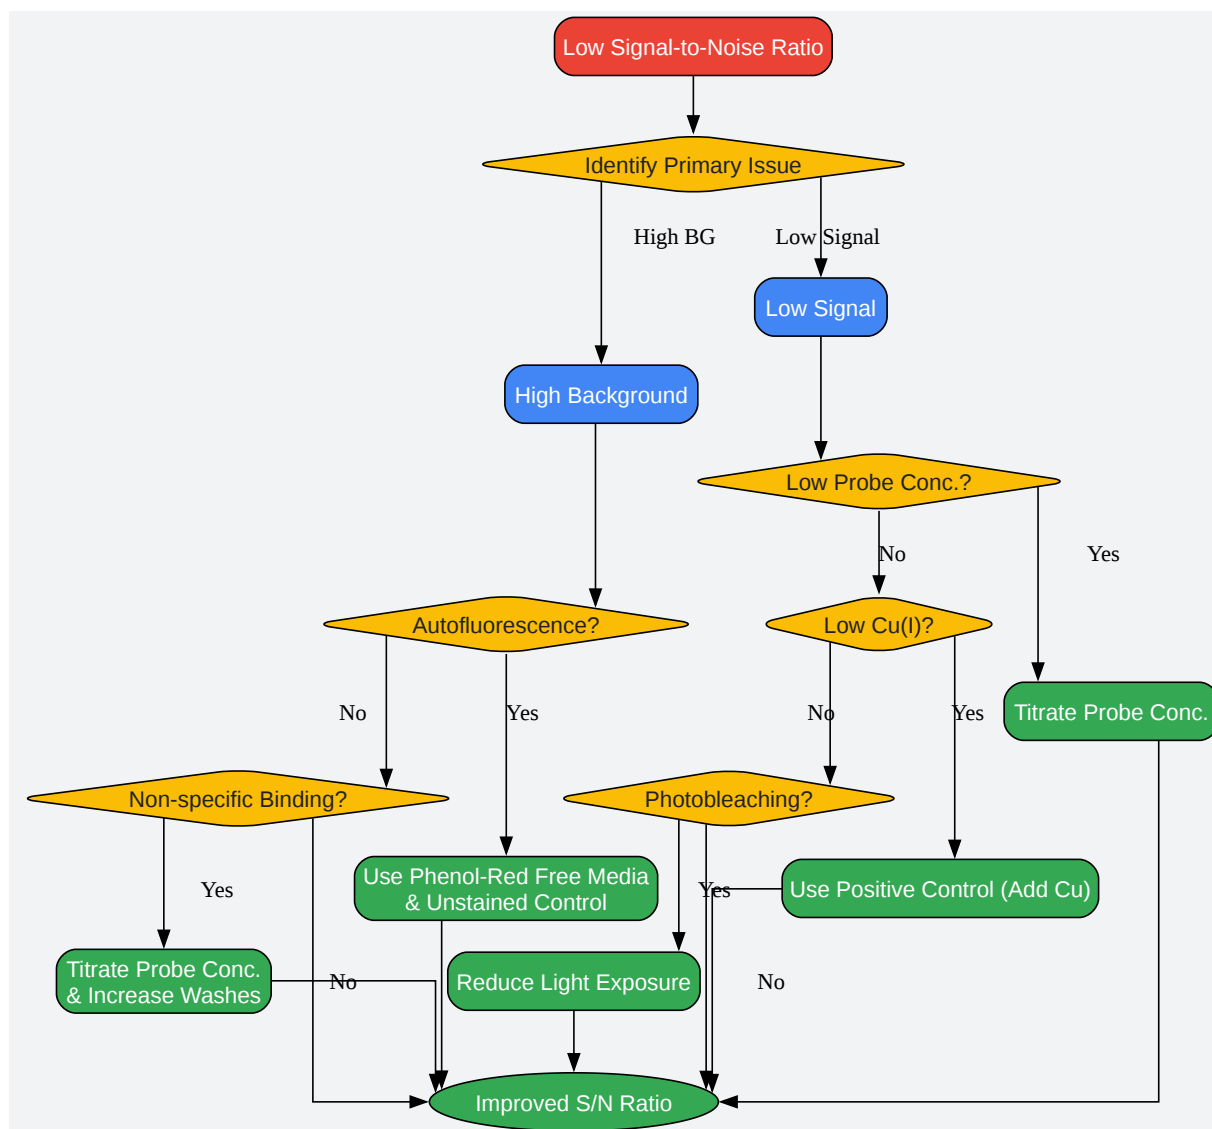 Low Signal-to-Noise Ratio
Identify Primary Issue
High BG
Low Signal
Low Signal
High Background
Low Probe Conc.?
No
Yes
Autofluorescence?
Low Cu(I)?
No
Yes
No
Yes
Titrate Probe Conc.
Non-specific Binding?
Photobleaching?
Use Phenol-Red Free Media
& Unstained Control
Yes
Yes
Use Positive Control (Add Cu)
Titrate Probe Conc.
& Increase Washes
No
Reduce Light Exposure
No
Improved S/N Ratio